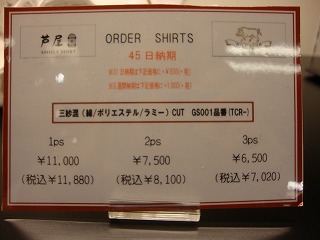 芦屋
ORDER SHIRTS
45日納期
三紗混(綿/ポリエステル/ラミー)CUT GS001品番(TCR-)
1ps 2ps 3ps
¥11,000 ¥7,500 ¥6,500
(税込¥11,880) (税込¥8,100) (税込¥7,020)